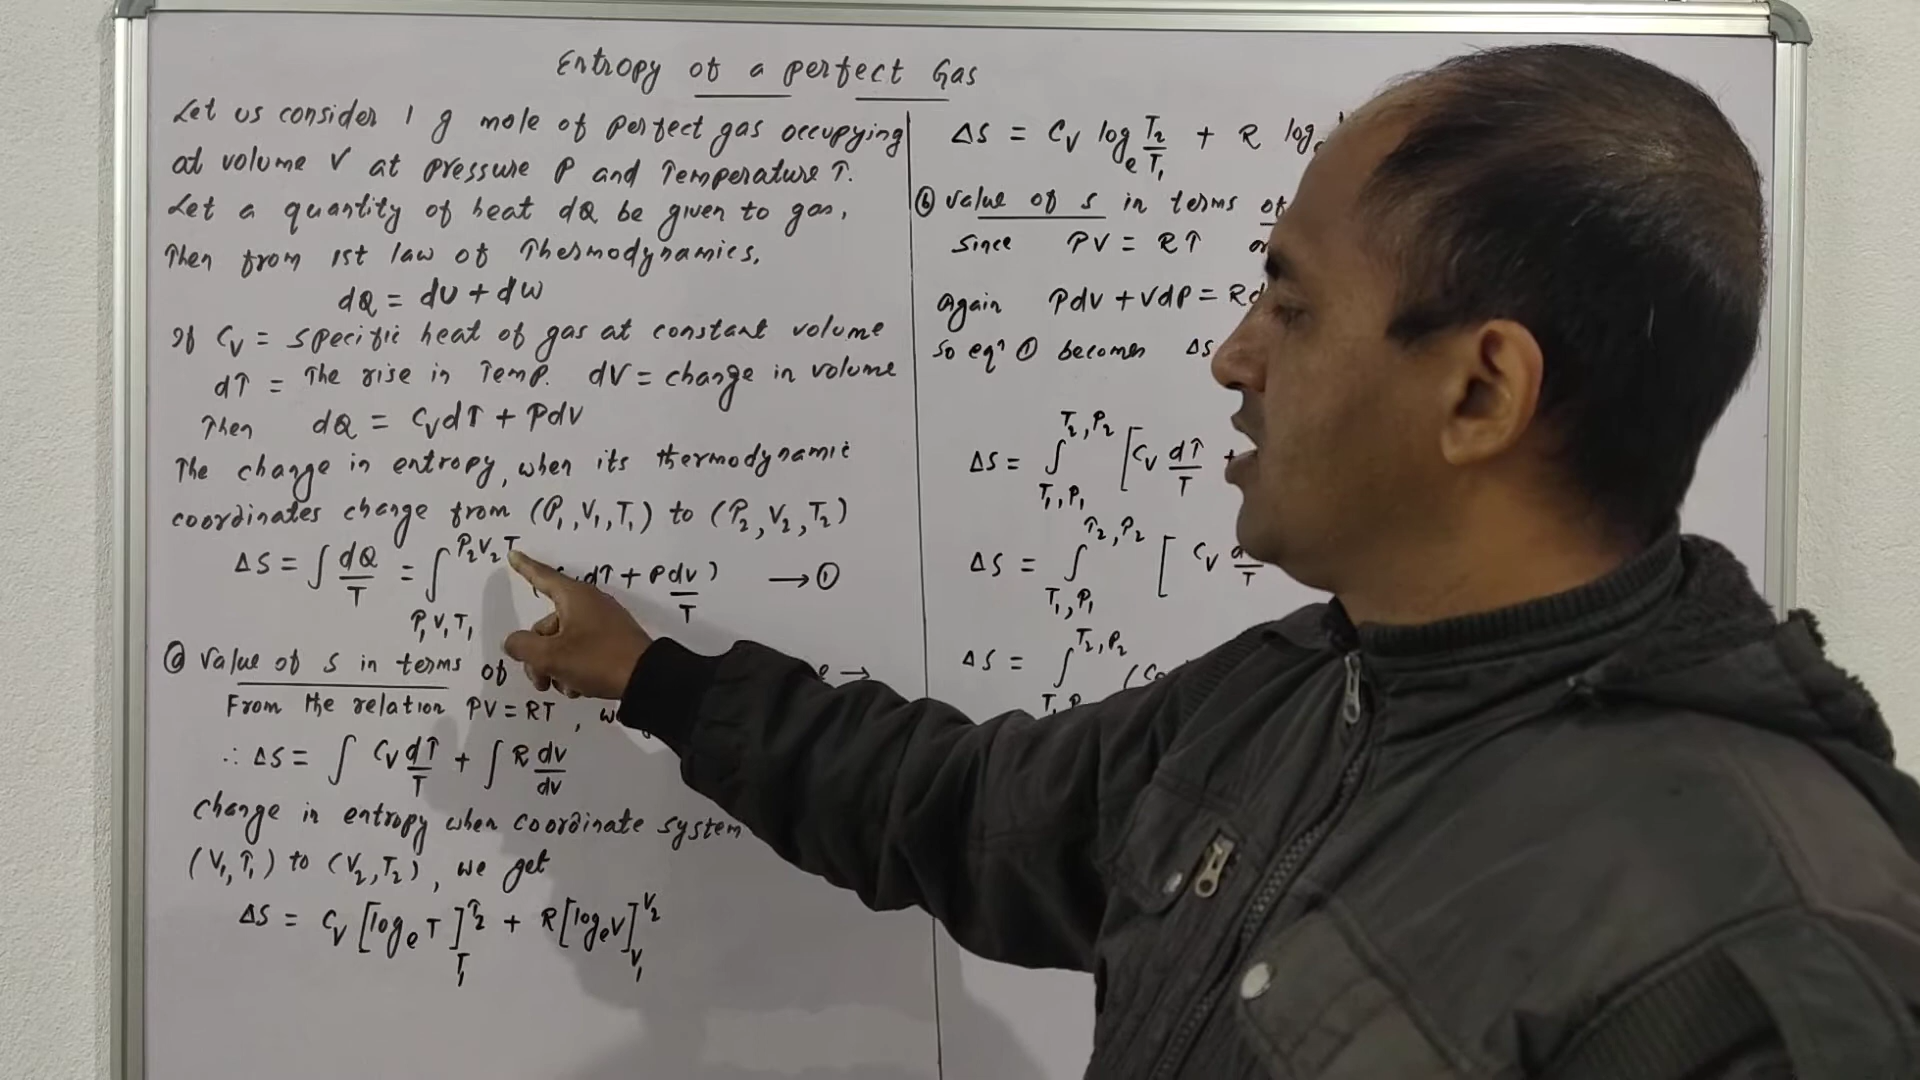 Entropy of a perfect Gas
Let us consider 1 g mole of perfect gas occupying
at volume V at pressure P and Temperature T.
Let a quantity of heat dQ be given to gas,
Then from 1st law of Thermodynamics,
dQ = dU + dW
If Cv = specific heat of gas at constant volume
dT = The rise in Temp. dV = change in volume
Then dQ = CvdT + PdV
The change in entropy, when its thermodynamic
coordinates change from (P₁, V₁, T₁) to (P₂, V₂, T₂)
ΔS = ∫ dQ/T = ∫ P₁V₁T₁ P₂V₂T dT + Pdv/T) → ①
ⓐ Value of S in terms of →
From the relation PV = RT,
∴ ΔS = ∫ Cv dT/T + ∫ R dv/dv
change in entropy when coordinate system
(V₁, T₁) to (V₂, T₂), we get
ΔS = Cv [logₑ T]T₁T₂ + R [logₑ V]V₁V₂
ΔS = Cv logₑ T₂/T₁ + R log
ⓑ Value of S in terms of
Since PV = RT
Again PdV + VdP =
So eqⁿ ① becomes ΔS
ΔS = ∫ T₁,P₁ T₂,P₂ [Cv dT/T
ΔS = ∫ T₁,P₁ T₂,P₂ [Cv
ΔS = ∫ T₂,P₂